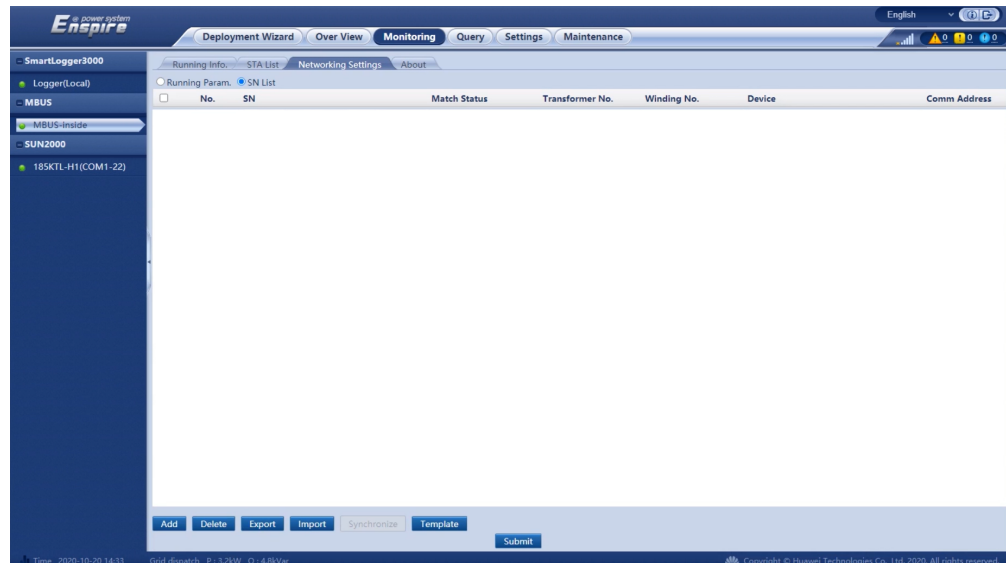 e power system
Enspire
English
Deployment Wizard Over View Monitoring Query Settings Maintenance
0 0 0
SmartLogger3000
Running Info. STA List Networking Settings About
Logger(Local)
Running Param. SN List
MBUS
No. SN Match Status Transformer No. Winding No. Device Comm Address
MBUS-Inside
SUN2000
185KTL-H1(COM1-22)
Add Delete Export Import Synchronize Template
Submit
Time 2020-10-20 14:33 Grid dispatch P : 3.2kW Q : 4.8kVar Copyright © Huawei Technologies Co., Ltd. 2020. All rights reserved.